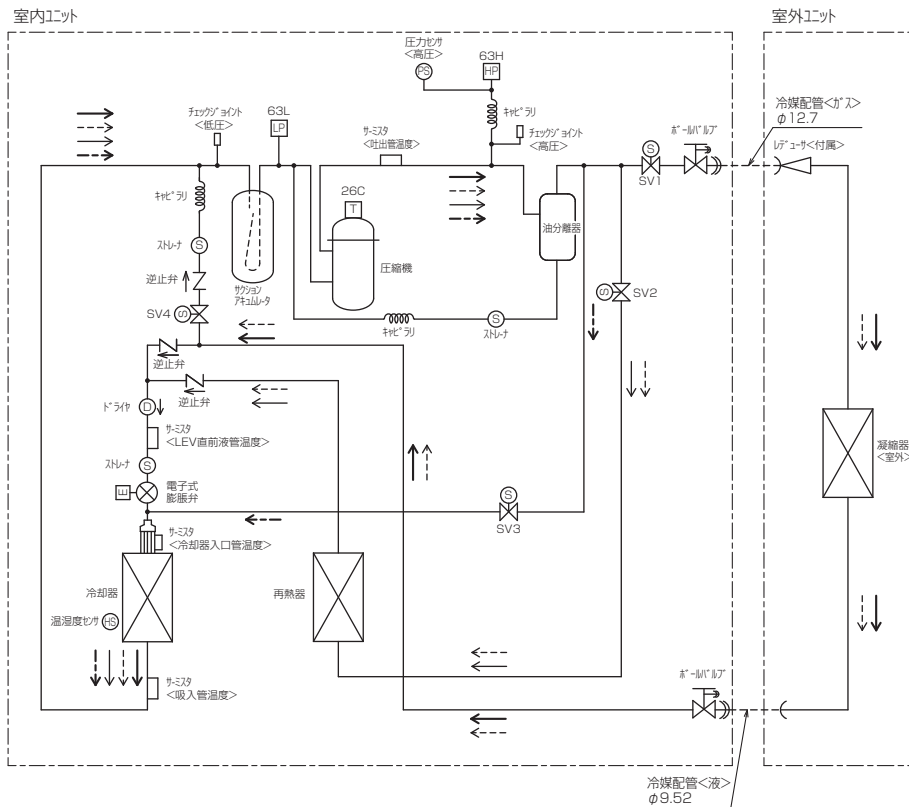 室内ユニット
室外ユニット
圧力センサ
<高圧>
PS
63H
HP
キャピラリ
チェックジョイント
<高圧>
チェックジョイント
<低圧>
63L
LP
サーミスタ
<吐出管温度>
ボールバルブ
SV1
S
冷媒配管<ガス>
φ12.7
レデューサ<付属>
キャピラリ
26C
T
油分離器
ストレーナ
S
圧縮機
サクション
アキュムレータ
逆止弁
SV4
S
キャピラリ
S
ストレーナ
S
SV2
逆止弁
逆止弁
ドライヤ
D
サーミスタ
<LEV直前液管温度>
ストレーナ
S
E
電子式
膨脹弁
S
SV3
サーミスタ
<冷却器入口管温度>
冷却器
温湿度センサ
HS
再熱器
凝縮器
<室外>
サーミスタ
<吸入管温度>
ボールバルブ
冷媒配管<液>
φ9.52